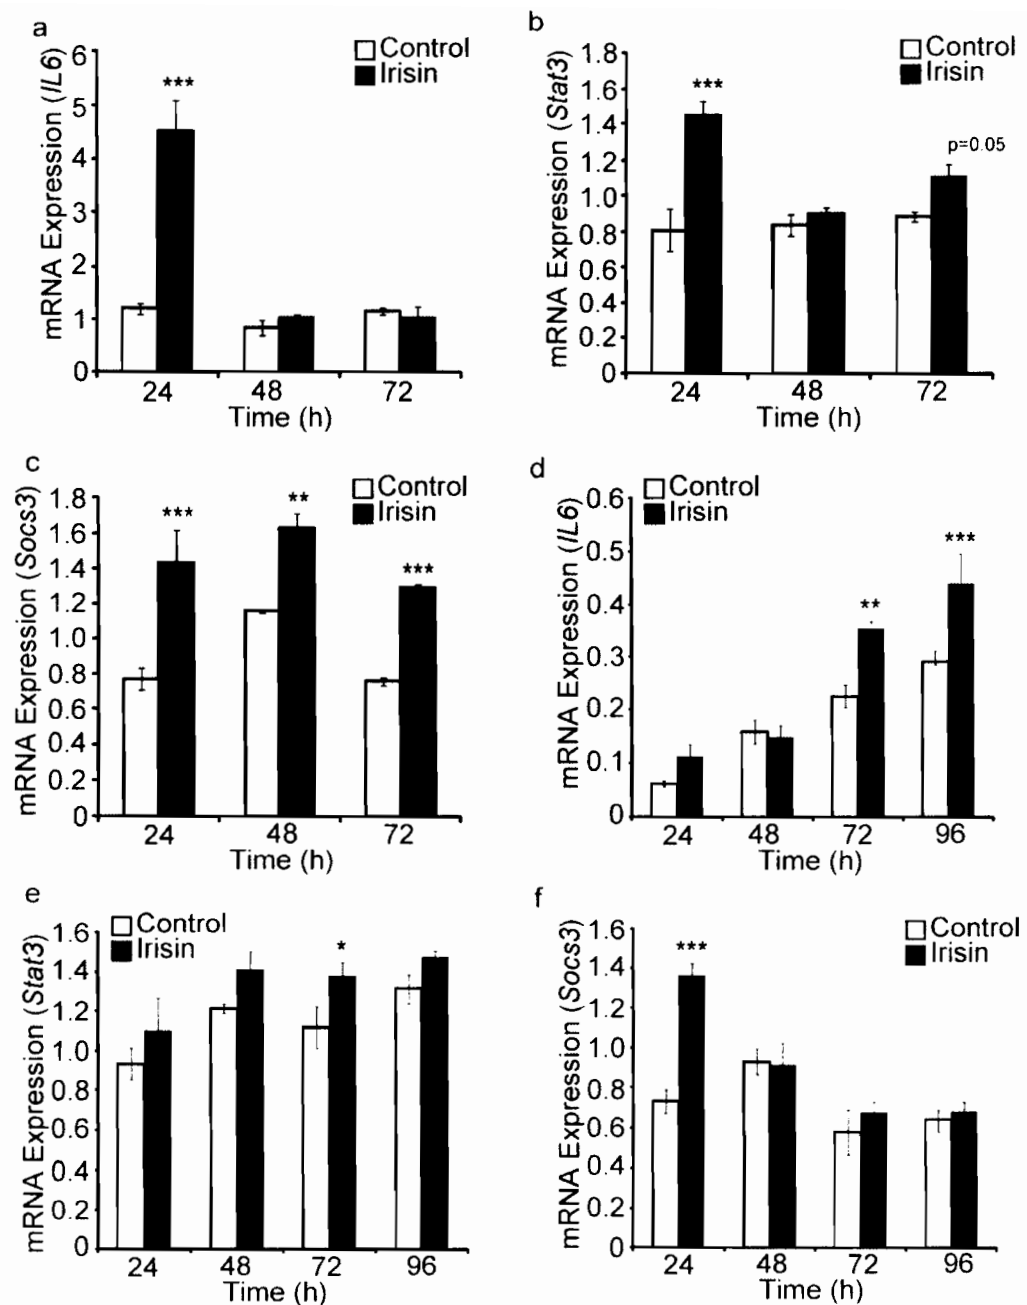 a
mRNA Expression (IL6)
6
5
4
3
2
1
0
***
Control
Irisin
24 48 72
Time (h)
b
mRNA Expression (Stat3)
1.8
1.6
1.4
1.2
1.0
0.8
0.6
0.4
0.2
0
***
p=0.05
Control
Irisin
24 48 72
Time (h)
c
mRNA Expression (Socs3)
1.8
1.6
1.4
1.2
1.0
0.8
0.6
0.4
0.2
0
***
**
***
Control
Irisin
24 48 72
Time (h)
d
mRNA Expression (IL6)
0.6
0.5
0.4
0.3
0.2
0.1
0
**
***
Control
Irisin
24 48 72 96
Time (h)
e
mRNA Expression (Stat3)
1.6
1.4
1.2
1.0
0.8
0.6
0.4
0.2
0
*
Control
Irisin
24 48 72 96
Time (h)
f
mRNA Expression (Socs3)
1.6
1.4
1.2
1.0
0.8
0.6
0.4
0.2
0
***
Control
Irisin
24 48 72 96
Time (h)